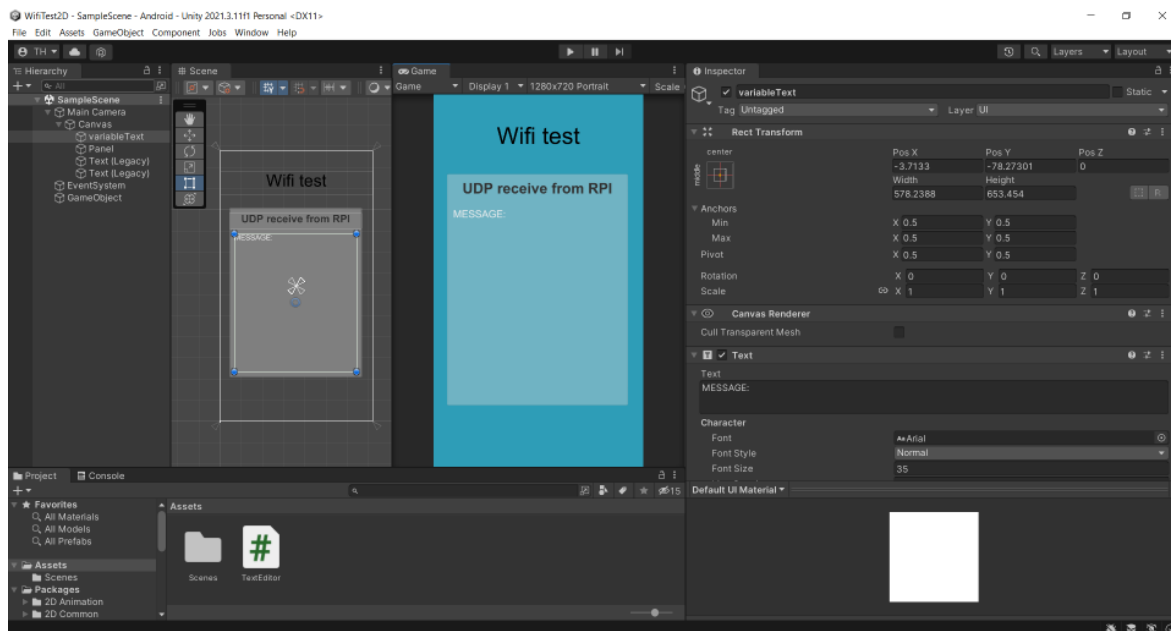 WifiTest2D - SampleScene - Android - Unity 2021.3.11f1 Personal <DX11>
File Edit Assets GameObject Component Jobs Window Help
TH
Layers Layout
Hierarchy
All
SampleScene
Main Camera
Canvas
variableText
Panel
Text (Legacy)
Text (Legacy)
EventSystem
GameObject
Scene
Wifi test
UDP receive from RPI
MESSAGE:
Game
Game Display 1 1280x720 Portrait Scale
Wifi test
UDP receive from RPI
MESSAGE:
Inspector
variableText Static
Tag Untagged Layer UI
Rect Transform
center
middle
Pos X Pos Y Pos Z
-3.7133 -78.27301 0
Width Height
578.2388 653.454
R
Anchors
Min X 0.5 Y 0.5
Max X 0.5 Y 0.5
Pivot X 0.5 Y 0.5
Rotation X 0 Y 0 Z 0
Scale X 1 Y 1 Z 1
Canvas Renderer
Cull Transparent Mesh
Text
Text
MESSAGE:
Character
Font Arial
Font Style Normal
Font Size 35
Default UI Material
Project Console
15
Favorites
All Materials
All Models
All Prefabs
Assets
Scenes
Packages
2D Animation
2D Common
Assets
Scenes
#
TextEditor